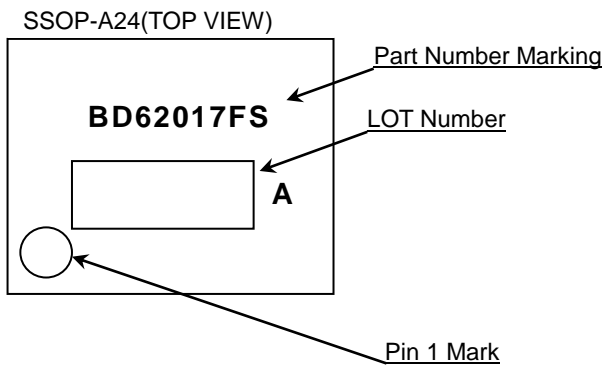 SSOP-A24(TOP VIEW)
Part Number Marking
BD62017FS
LOT Number
A
Pin 1 Mark